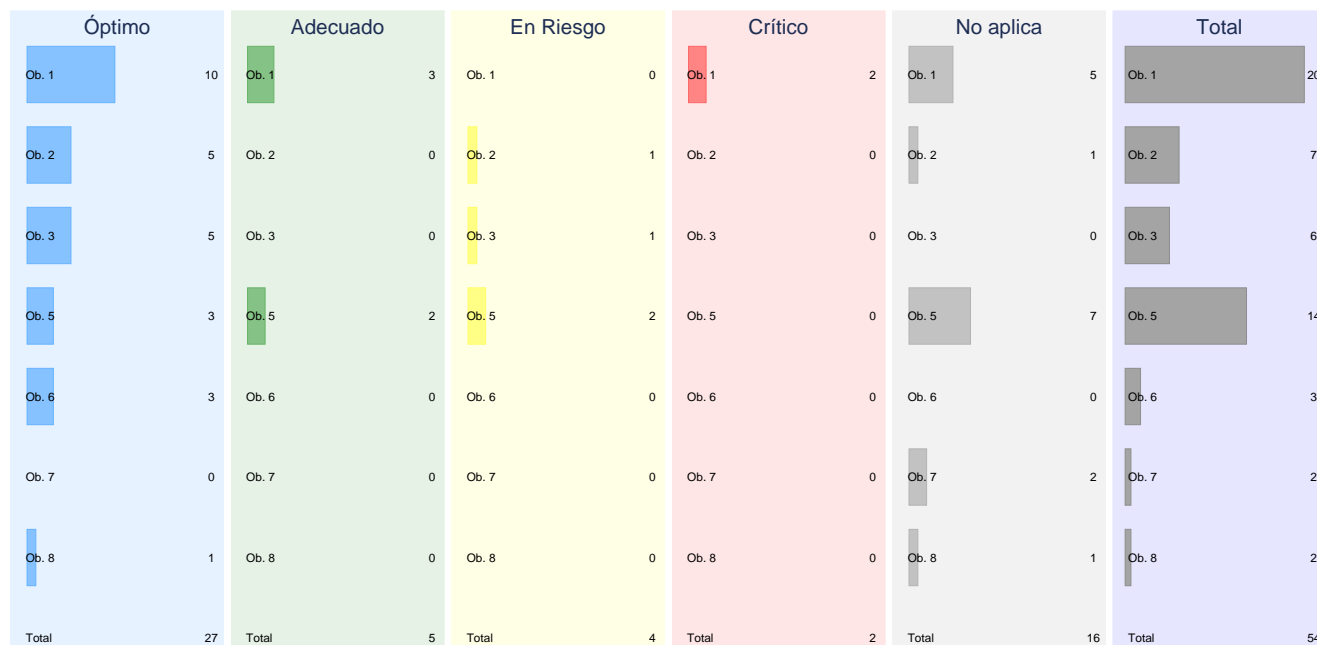 Óptimo Adecuado En Riesgo Crítico No aplica Total
Ob. 1 10 Ob. 1 3 Ob. 1 0 Ob. 1 2 Ob. 1 5 Ob. 1 20
Ob. 2 5 Ob. 2 0 Ob. 2 1 Ob. 2 0 Ob. 2 1 Ob. 2 7
Ob. 3 5 Ob. 3 0 Ob. 3 1 Ob. 3 0 Ob. 3 0 Ob. 3 6
Ob. 5 3 Ob. 5 2 Ob. 5 2 Ob. 5 0 Ob. 5 7 Ob. 5 14
Ob. 6 3 Ob. 6 0 Ob. 6 0 Ob. 6 0 Ob. 6 0 Ob. 6 3
Ob. 7 0 Ob. 7 0 Ob. 7 0 Ob. 7 0 Ob. 7 2 Ob. 7 2
Ob. 8 1 Ob. 8 0 Ob. 8 0 Ob. 8 0 Ob. 8 1 Ob. 8 2
Total 27 Total 5 Total 4 Total 2 Total 16 Total 54